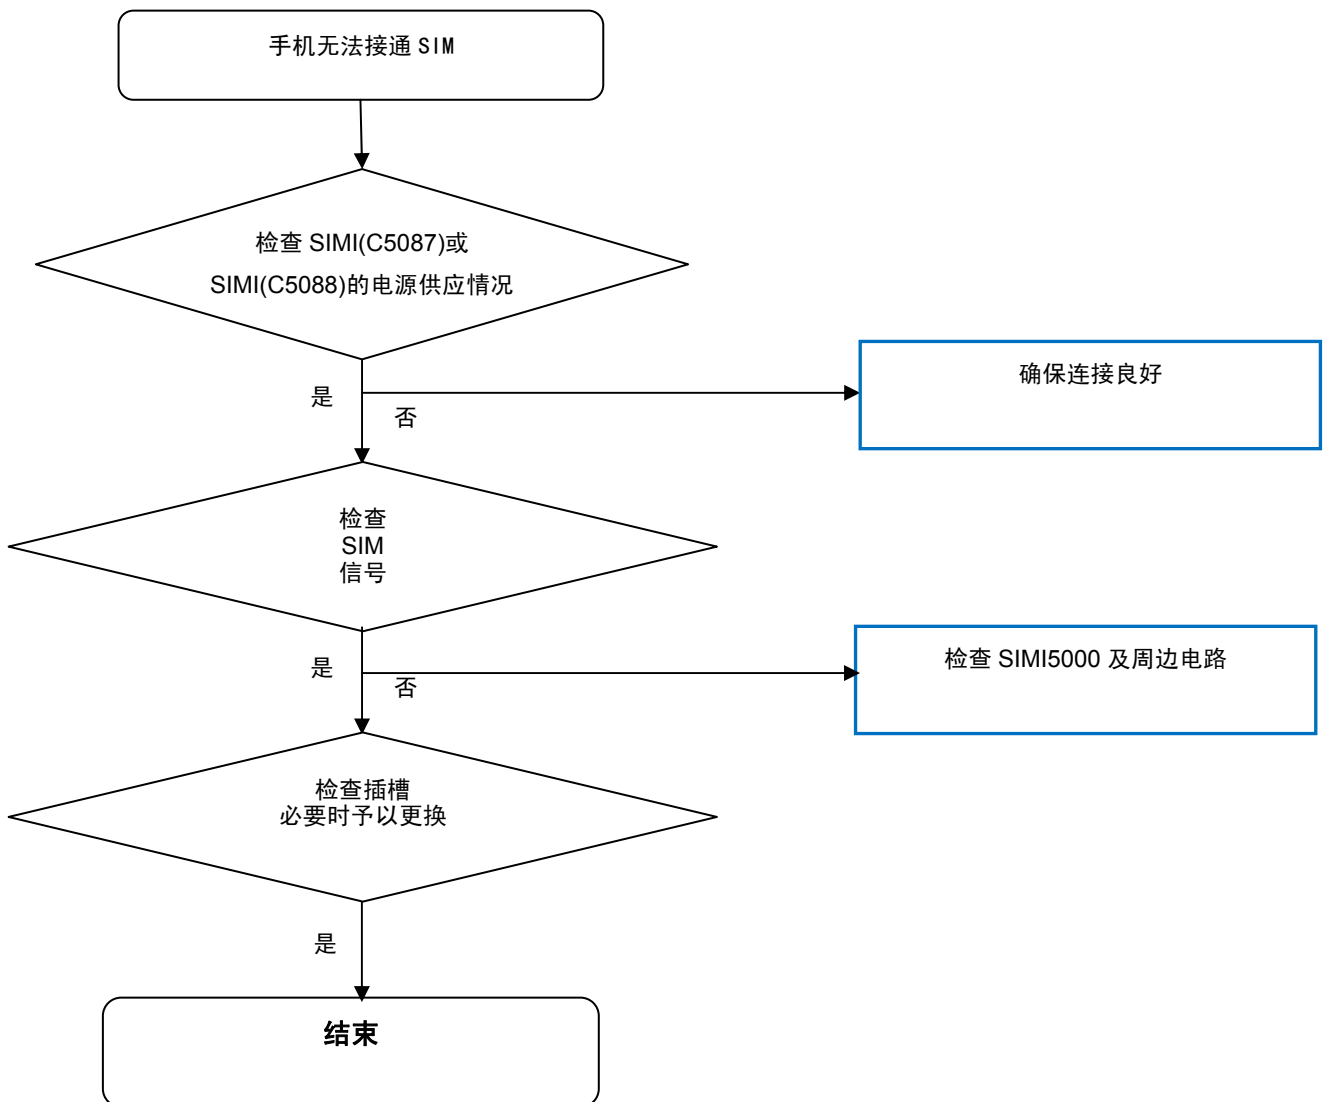 手机无法接通 SIM
检查 SIMI(C5087)或
SIMI(C5088)的电源供应情况
是
否
确保连接良好
检查
SIM
信号
是
否
检查 SIMI5000 及周边电路
检查插槽
必要时予以更换
是
结束